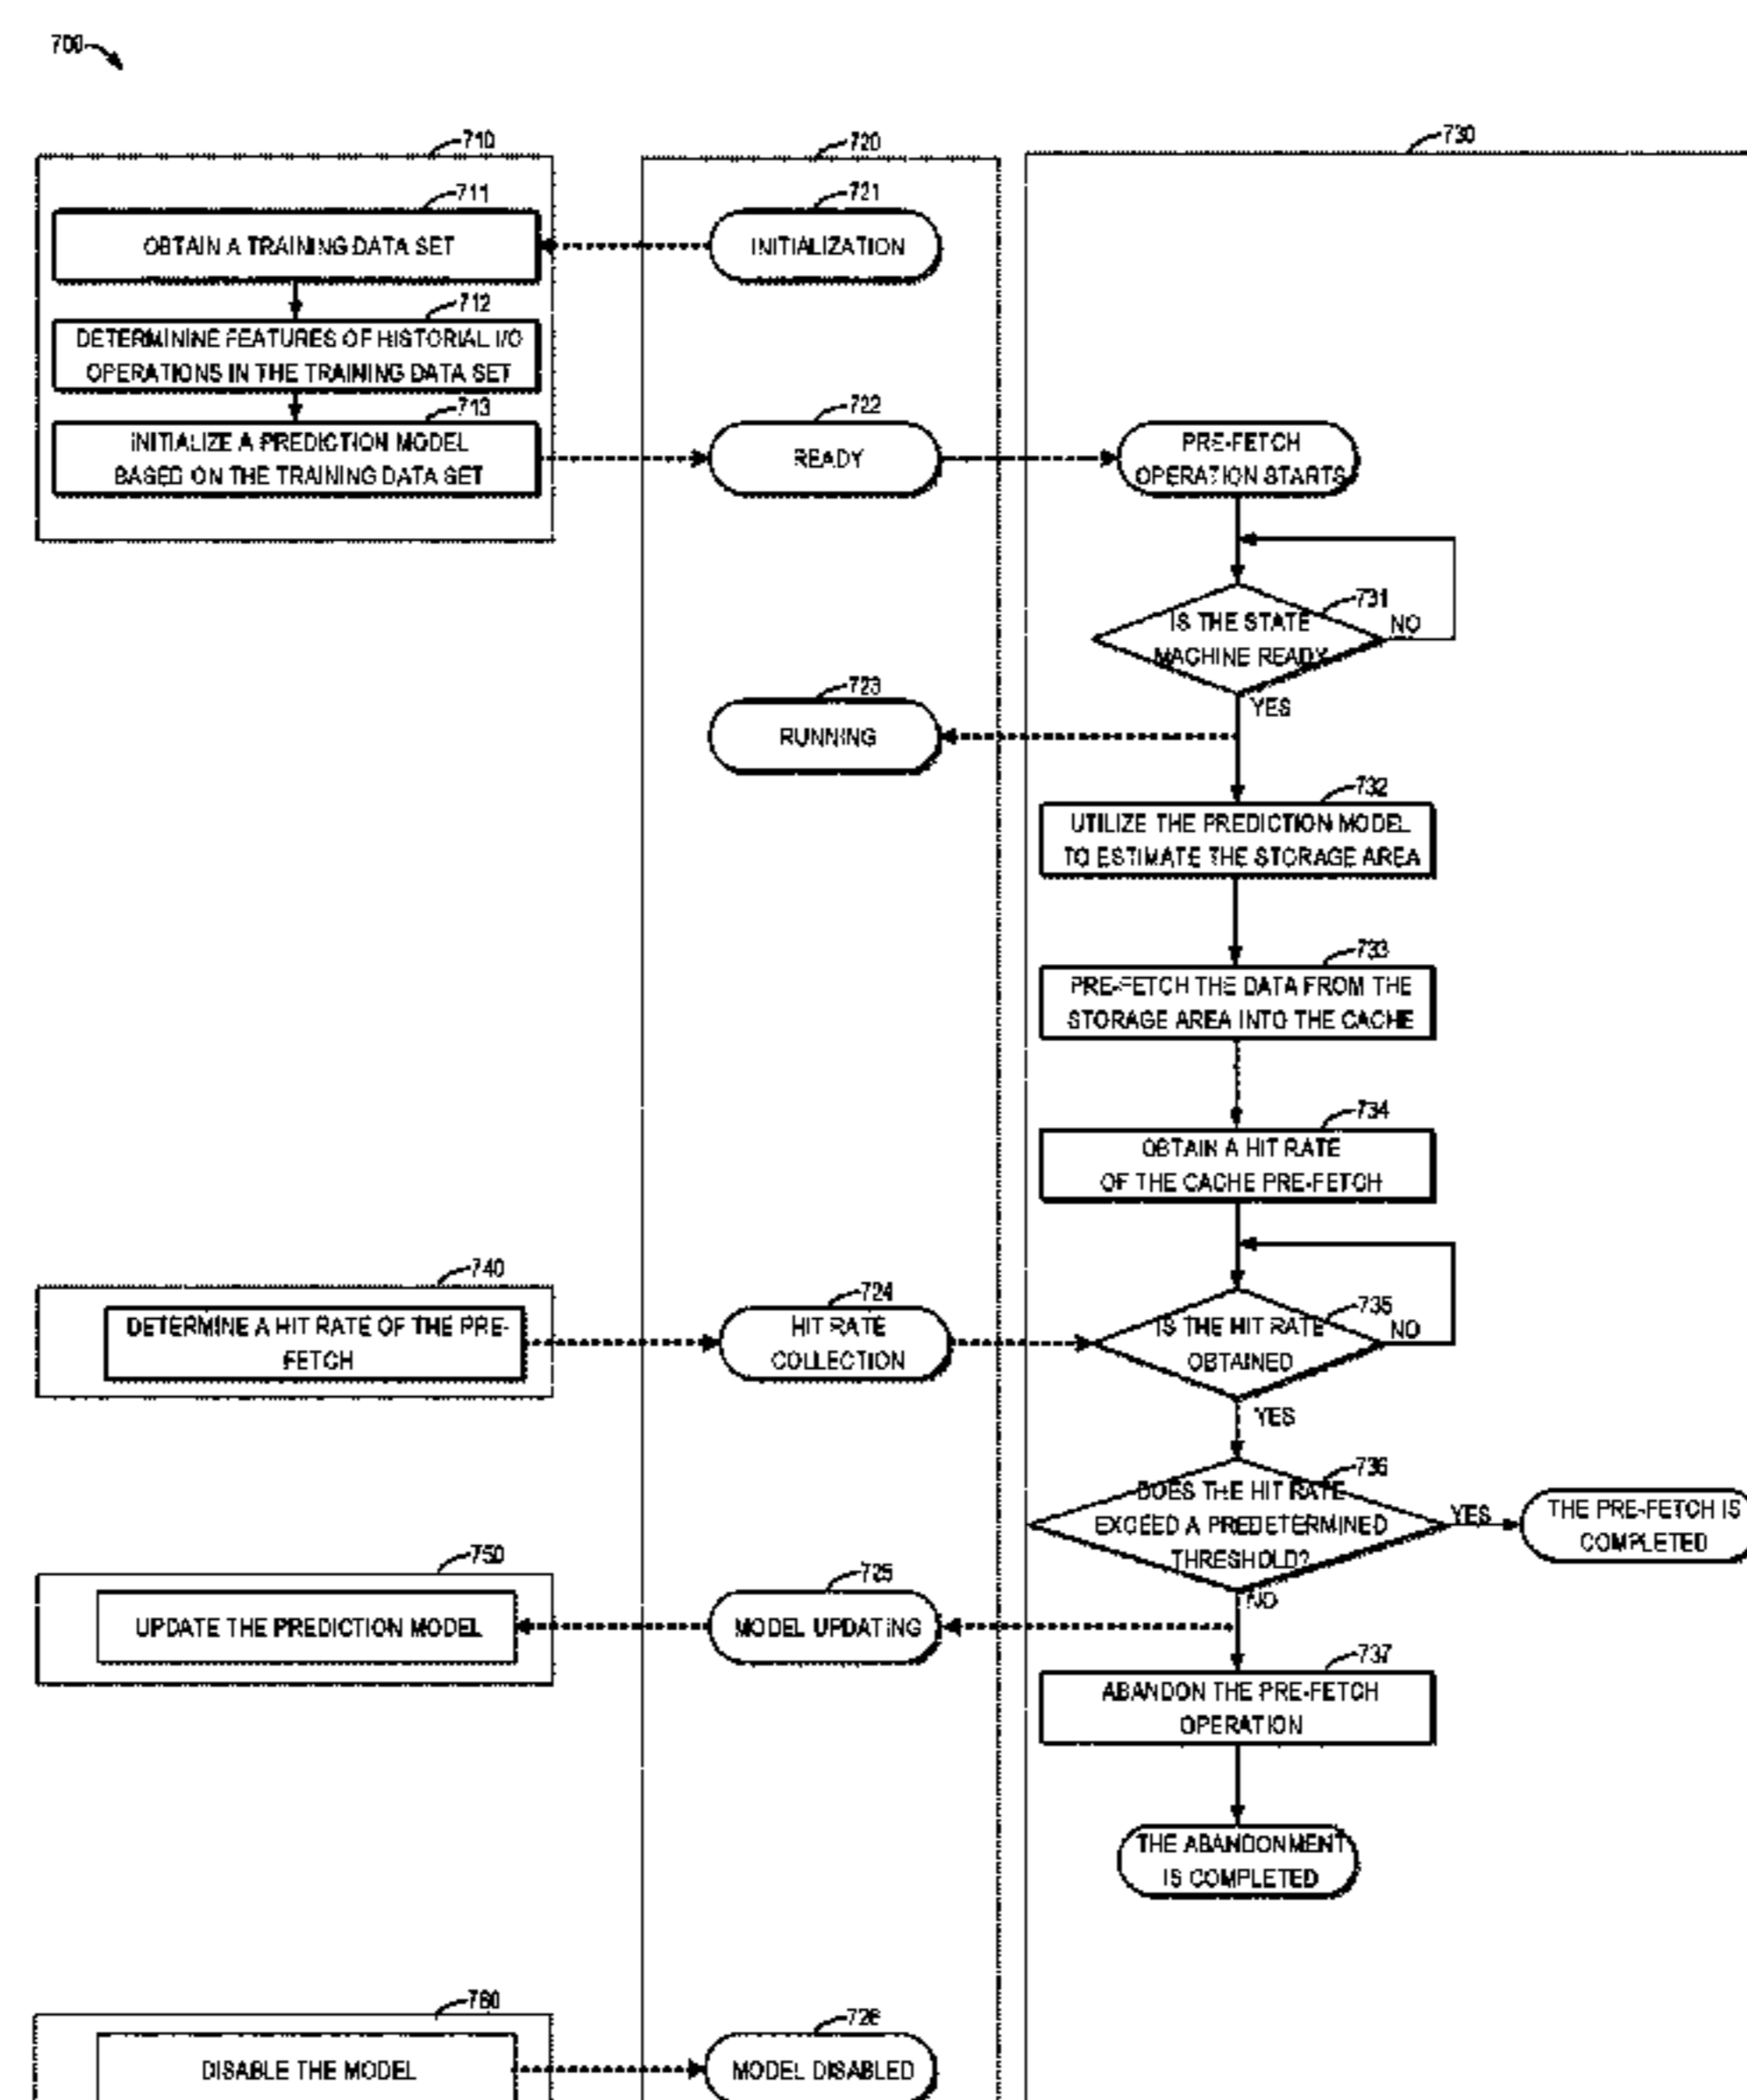 700
710
720
730
711
OBTAIN A TRAINING DATA SET
721
INITIALIZATION
712
DETERMININE FEATURES OF HISTORIAL I/O
OPERATIONS IN THE TRAINING DATA SET
713
INITIALIZE A PREDICTION MODEL
BASED ON THE TRAINING DATA SET
722
READY
PRE-FETCH
OPERATION STARTS
731
IS THE STATE
MACHINE READY
NO
YES
723
RUNNING
732
UTILIZE THE PREDICTION MODEL
TO ESTIMATE THE STORAGE AREA
733
PRE-FETCH THE DATA FROM THE
STORAGE AREA INTO THE CACHE
734
OBTAIN A HIT RATE
OF THE CACHE PRE-FETCH
740
DETERMINE A HIT RATE OF THE PRE-
FETCH
724
HIT RATE
COLLECTION
735
IS THE HIT RATE
OBTAINED
NO
YES
736
DOES THE HIT RATE
EXCEED A PREDETERMINED
THRESHOLD?
YES
THE PRE-FETCH IS
COMPLETED
NO
750
UPDATE THE PREDICTION MODEL
725
MODEL UPDATING
737
ABANDON THE PRE-FETCH
OPERATION
THE ABANDONMENT
IS COMPLETED
760
DISABLE THE MODEL
726
MODEL DISABLED